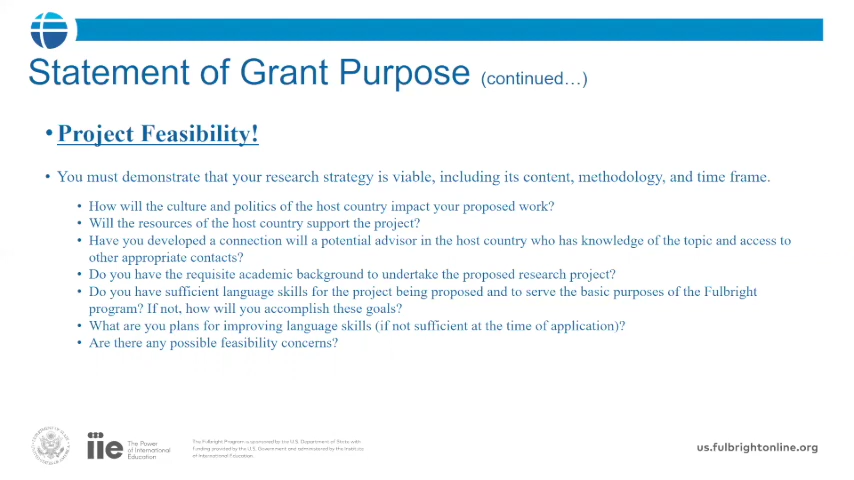 Statement of Grant Purpose (continued…)
• Project Feasibility!
• You must demonstrate that your research strategy is viable, including its content, methodology, and time frame.
• How will the culture and politics of the host country impact your proposed work?
• Will the resources of the host country support the project?
• Have you developed a connection will a potential advisor in the host country who has knowledge of the topic and access to
other appropriate contacts?
• Do you have the requisite academic background to undertake the proposed research project?
• Do you have sufficient language skills for the project being proposed and to serve the basic purposes of the Fulbright
program? If not, how will you accomplish these goals?
• What are you plans for improving language skills (if not sufficient at the time of application)?
• Are there any possible feasibility concerns?
iie
The Power
of International
Education
The Fulbright Program is sponsored by the U.S. Department of State with
funding provided by the U.S. Government and administered by the Institute
of International Education.
us.fulbrightonline.org